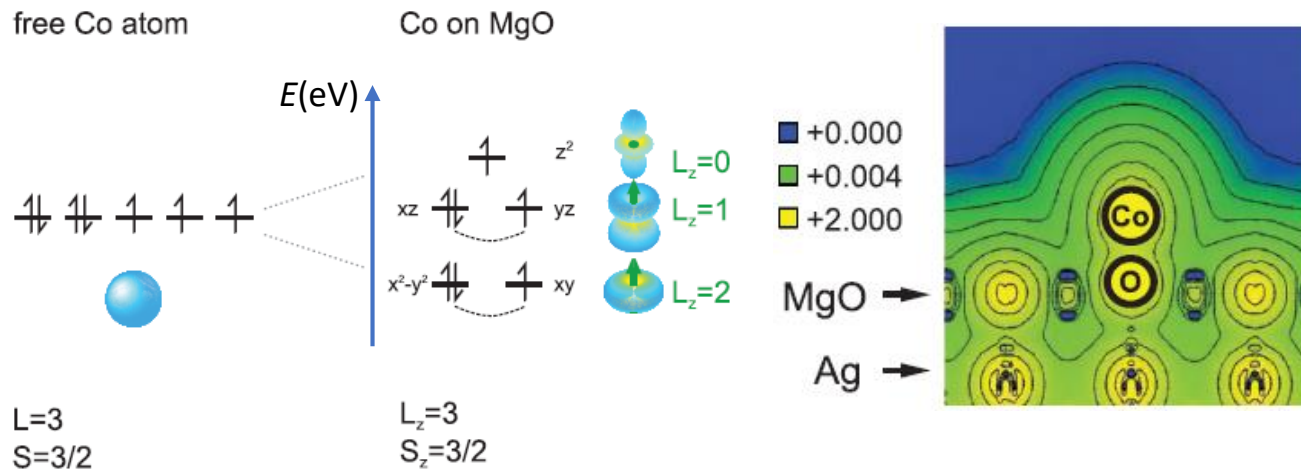 free Co atom
Co on MgO
E(eV)
z²
L_z=0
xz
yz
L_z=1
x²-y²
xy
L_z=2
L=3
S=3/2
L_z=3
S_z=3/2
+0.000
+0.004
+2.000
Co
O
MgO
Ag